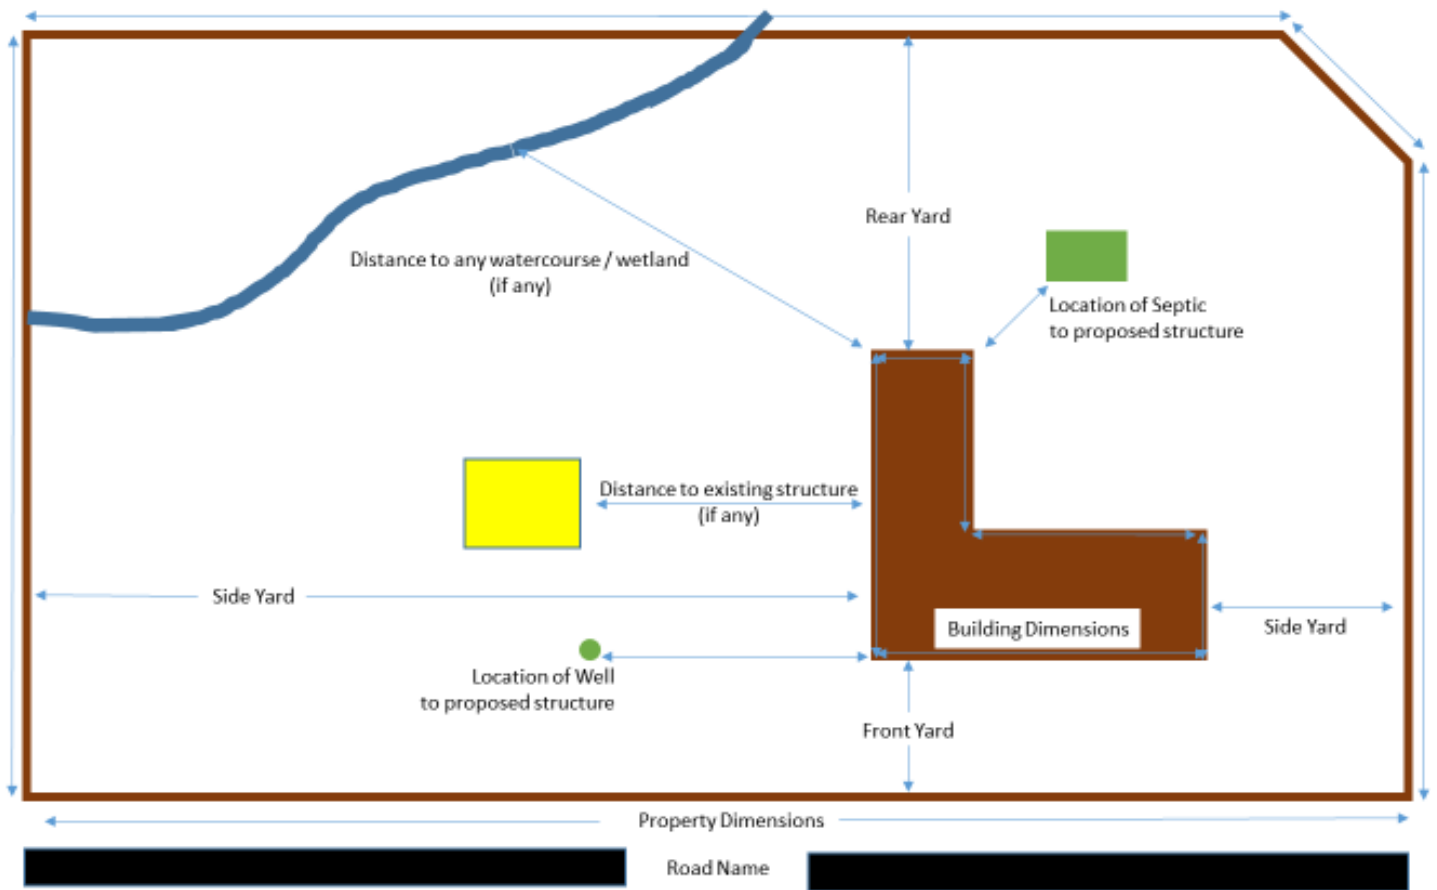 Rear Yard
Distance to any watercourse / wetland
(if any)
Location of Septic
to proposed structure
Distance to existing structure
(if any)
Side Yard
Building Dimensions
Side Yard
Location of Well
to proposed structure
Front Yard
Property Dimensions
Road Name